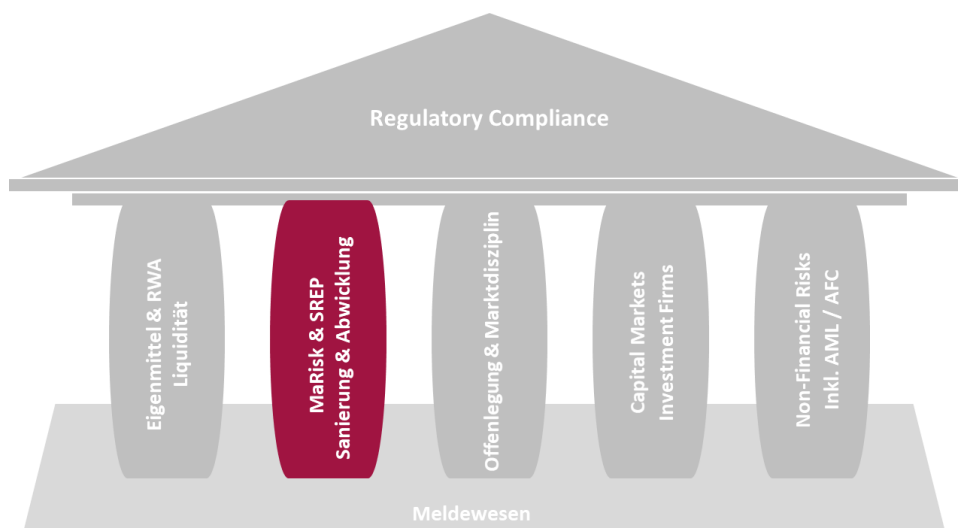 Regulatory Compliance
Eigenmittel & RWA
Liquidität
MaRisk & SREP
Sanierung & Abwicklung
Offenlegung & Marktdisziplin
Capital Markets
Investment Firms
Non-Financial Risks
Inkl. AML / AFC
Meldewesen